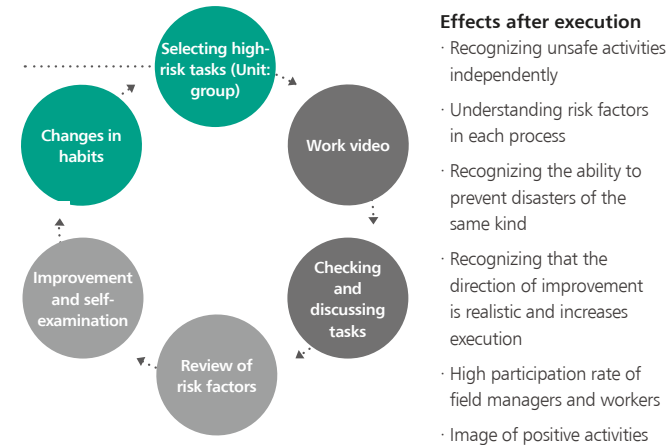 Selecting high-
risk tasks (Unit:
group)
Work video
Checking
and
discussing
tasks
Review of
risk factors
Improvement
and self-
examination
Changes in
habits
Effects after execution
· Recognizing unsafe activities
independently
· Understanding risk factors
in each process
· Recognizing the ability to
prevent disasters of the
same kind
· Recognizing that the
direction of improvement
is realistic and increases
execution
· High participation rate of
field managers and workers
· Image of positive activities